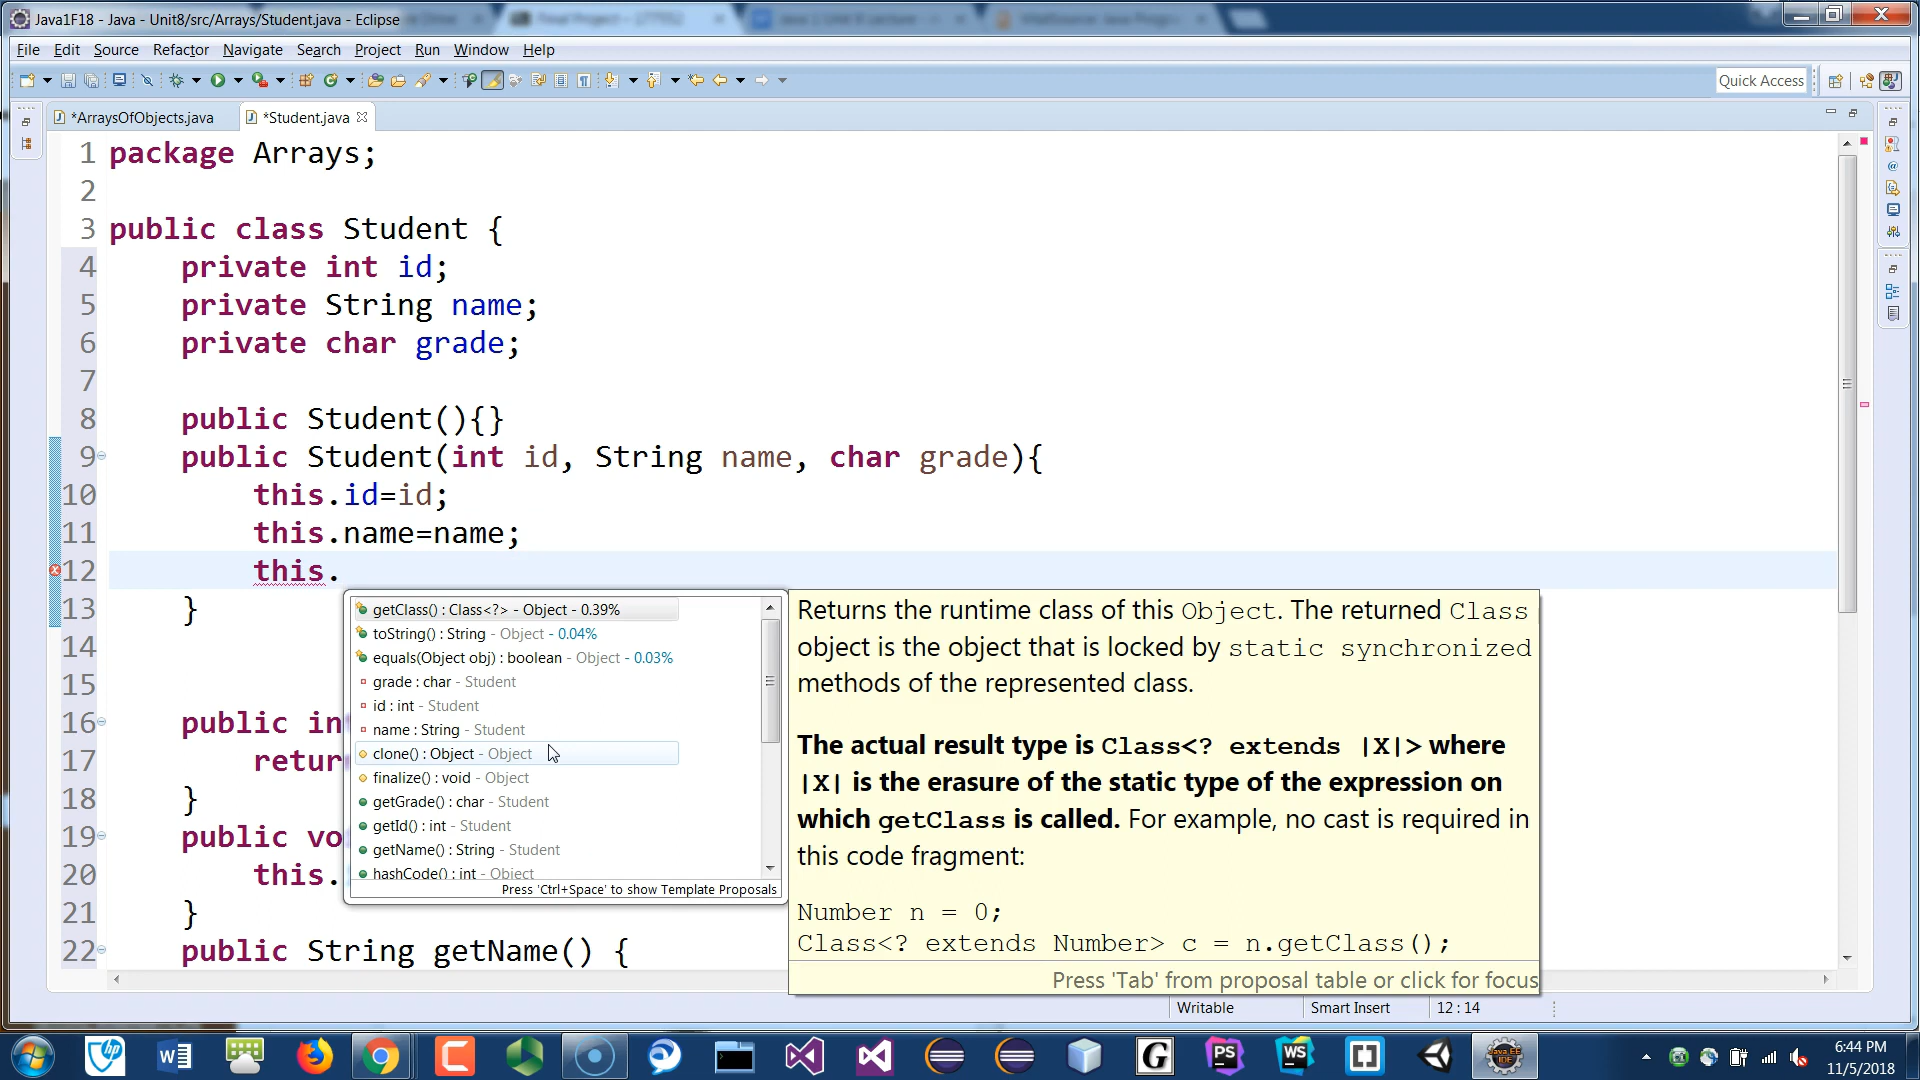 Java1F18 - Java - Unit8/src/Arrays/Student.java - Eclipse
File Edit Source Refactor Navigate Search Project Run Window Help
Quick Access
*ArraysOfObjects.java
*Student.java
1 package Arrays;
2
3 public class Student {
4 private int id;
5 private String name;
6 private char grade;
7
8 public Student(){}
9 public Student(int id, String name, char grade){
10 this.id=id;
11 this.name=name;
12 this.
13 }
14
15
16 public in
17 retur
18 }
19 public vo
20 this.
21 }
22 public String getName() {
getClass() : Class<?> - Object - 0.39%
toString() : String - Object - 0.04%
equals(Object obj) : boolean - Object - 0.03%
grade : char - Student
id : int - Student
name : String - Student
clone() : Object - Object
finalize() : void - Object
getGrade() : char - Student
getId() : int - Student
getName() : String - Student
hashCode() : int - Object
Press 'Ctrl+Space' to show Template Proposals
Returns the runtime class of this Object. The returned Class
object is the object that is locked by static synchronized
methods of the represented class.
The actual result type is Class<? extends |X|> where
|X| is the erasure of the static type of the expression on
which getClass is called. For example, no cast is required in
this code fragment:
Number n = 0;
Class<? extends Number> c = n.getClass();
Press 'Tab' from proposal table or click for focus
Writable Smart Insert 12 : 14
6:44 PM
11/5/2018